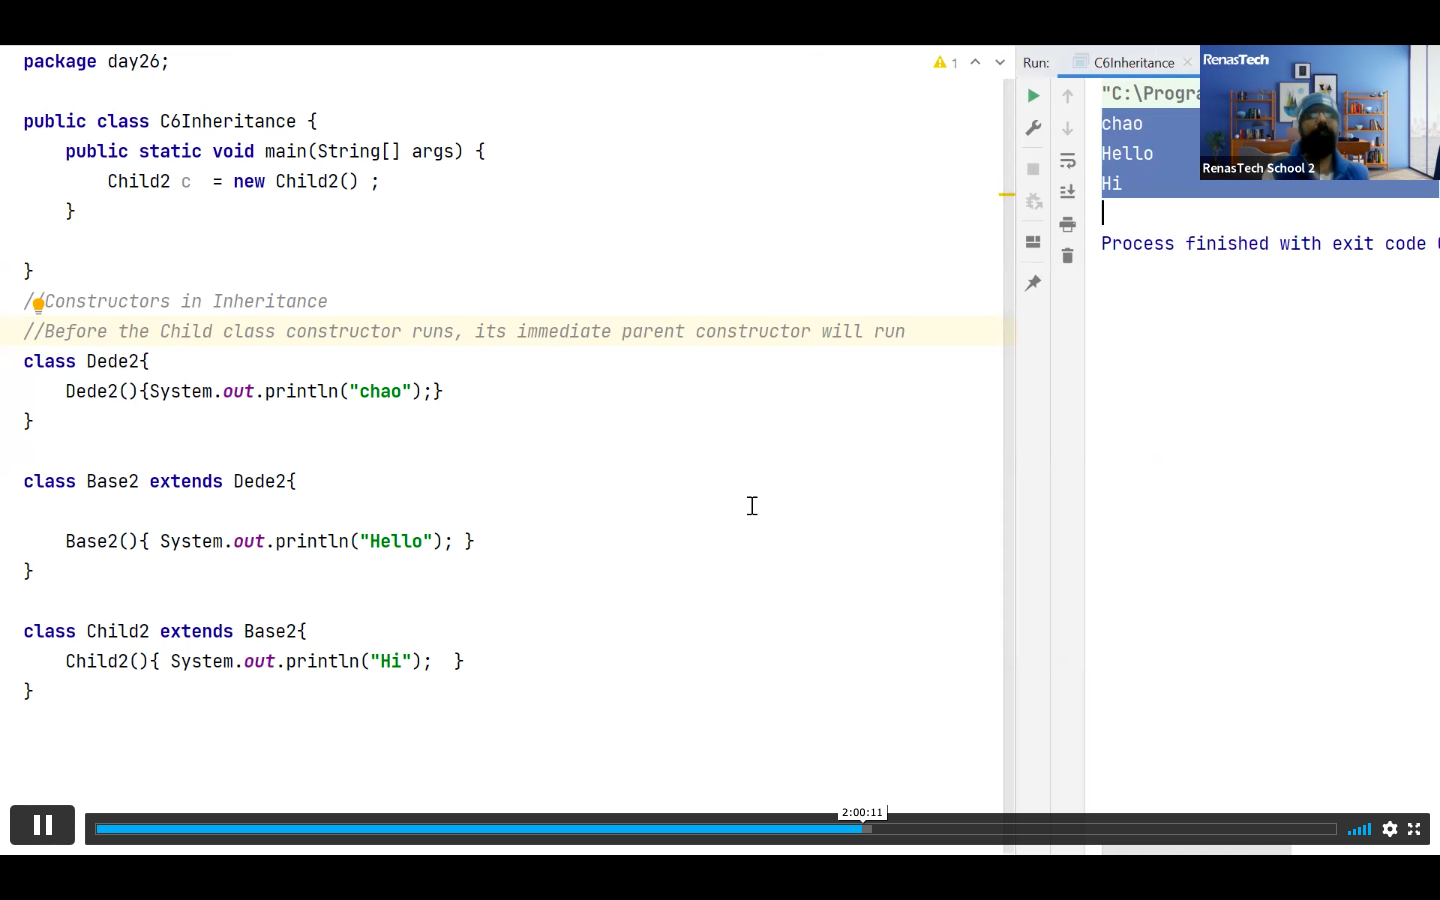 package day26;
1
Run:
C6Inheritance
RenasTech
public class C6Inheritance {
public static void main(String[] args) {
Child2 c  = new Child2() ;
}
}
//Constructors in Inheritance
//Before the Child class constructor runs, its immediate parent constructor will run
class Dede2{
Dede2(){System.out.println("chao");}
}
class Base2 extends Dede2{
Base2(){ System.out.println("Hello"); }
}
class Child2 extends Base2{
Child2(){ System.out.println("Hi");  }
}
"C:\Progra
chao
Hello
Hi
RenasTech School 2
Process finished with exit code
2:00:11